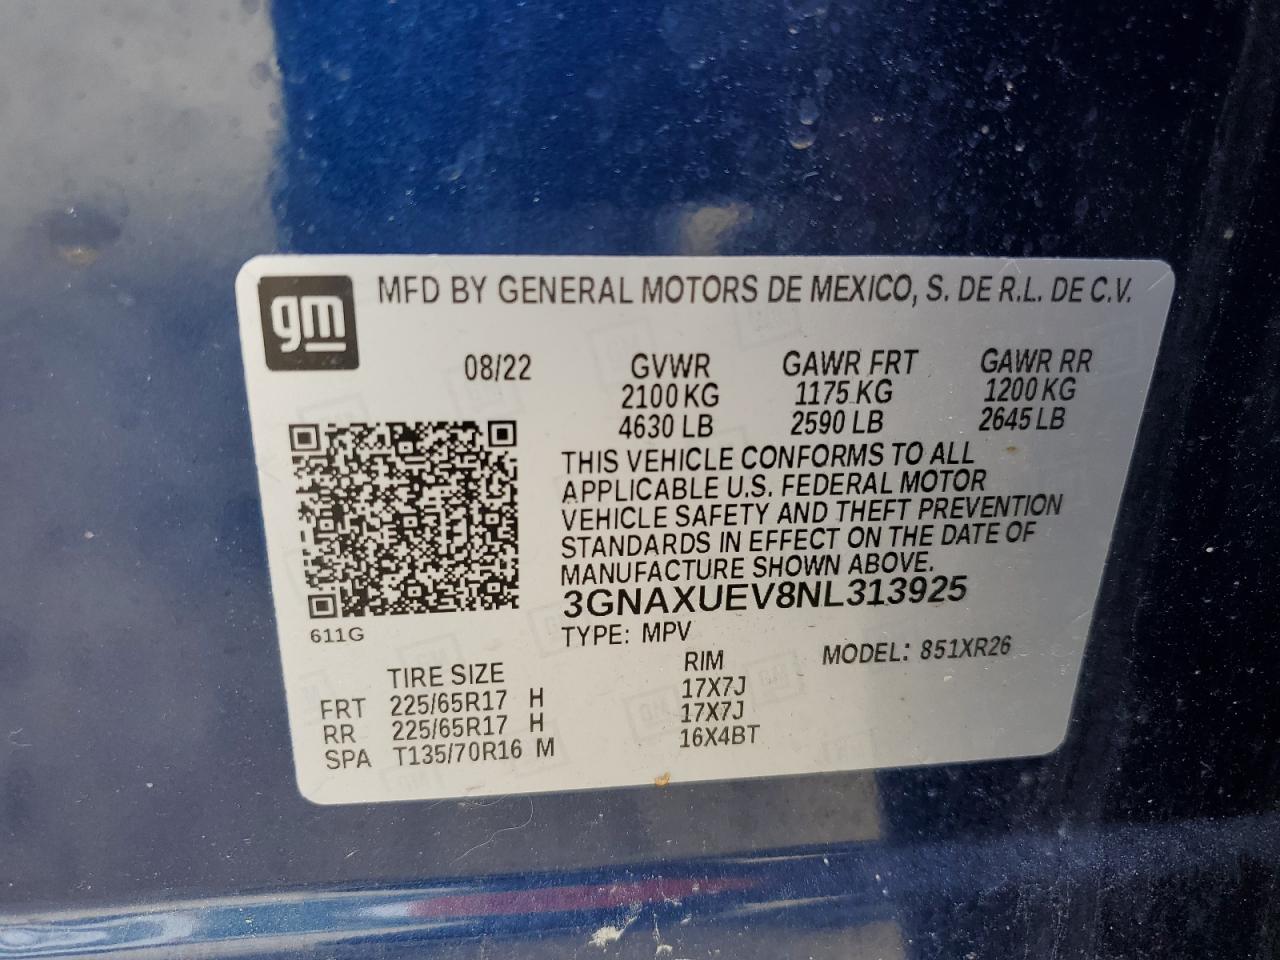 gm MFD BY GENERAL MOTORS DE MEXICO, S. DE R.L. DE C.V.
08/22 GVWR GAWR FRT GAWR RR
2100 KG 1175 KG 1200 KG
4630 LB 2590 LB 2645 LB
THIS VEHICLE CONFORMS TO ALL
APPLICABLE U.S. FEDERAL MOTOR
VEHICLE SAFETY AND THEFT PREVENTION
STANDARDS IN EFFECT ON THE DATE OF
MANUFACTURE SHOWN ABOVE.
3GNAXUEV8NL313925
611G
TYPE: MPV MODEL: 851XR26
TIRE SIZE RIM
FRT 225/65R17 H 17X7J
RR 225/65R17 H 17X7J
SPA T135/70R16 M 16X4BT